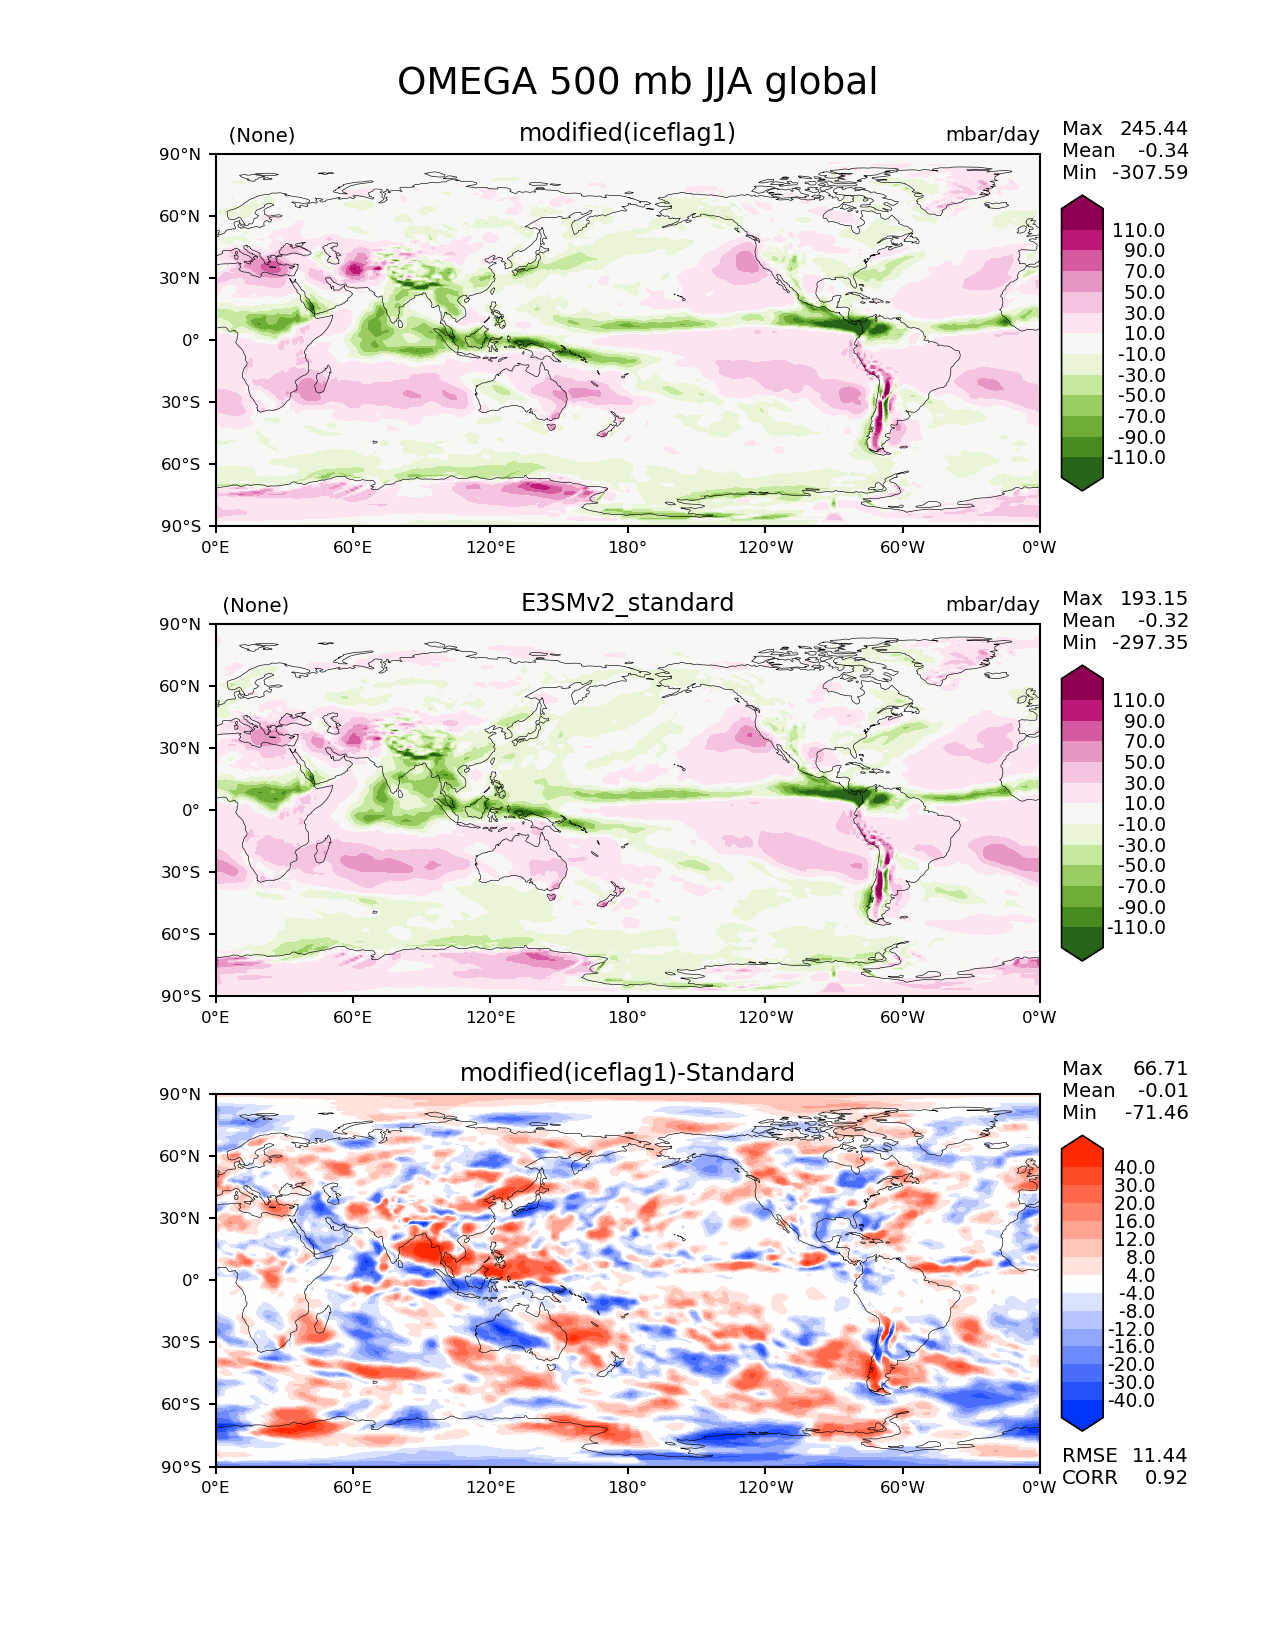 OMEGA 500 mb JJA global
(None) modified(iceflag1) mbar/day
Max 245.44
Mean -0.34
Min -307.59
90°N
60°N
30°N
0°
30°S
60°S
90°S
0°E 60°E 120°E 180° 120°W 60°W 0°W
110.0
90.0
70.0
50.0
30.0
10.0
-10.0
-30.0
-50.0
-70.0
-90.0
-110.0
(None) E3SMv2_standard mbar/day
Max 193.15
Mean -0.32
Min -297.35
90°N
60°N
30°N
0°
30°S
60°S
90°S
0°E 60°E 120°E 180° 120°W 60°W 0°W
110.0
90.0
70.0
50.0
30.0
10.0
-10.0
-30.0
-50.0
-70.0
-90.0
-110.0
modified(iceflag1)-Standard
Max 66.71
Mean -0.01
Min -71.46
90°N
60°N
30°N
0°
30°S
60°S
90°S
0°E 60°E 120°E 180° 120°W 60°W 0°W
40.0
30.0
20.0
16.0
12.0
8.0
4.0
-4.0
-8.0
-12.0
-16.0
-20.0
-30.0
-40.0
RMSE 11.44
CORR 0.92